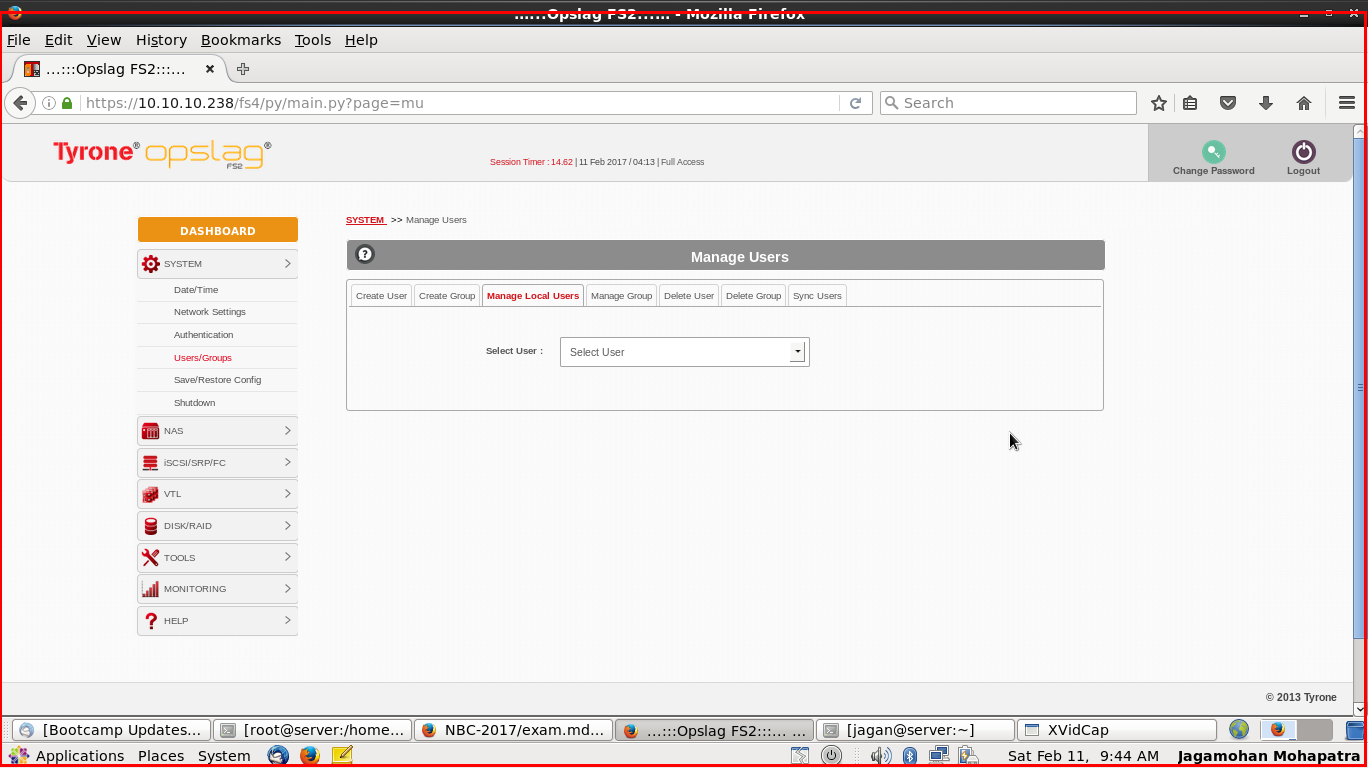 ...:::Opslag FS2:::... - Mozilla Firefox
File Edit View History Bookmarks Tools Help
...:::Opslag FS2:::...
https://10.10.10.238/fs4/py/main.py?page=mu
Search
Tyrone® opslag®
FS2
Session Timer : 14.62 | 11 Feb 2017 / 04:13 | Full Access
Change Password
Logout
SYSTEM >> Manage Users
DASHBOARD
? Manage Users
SYSTEM
Date/Time
Network Settings
Authentication
Users/Groups
Save/Restore Config
Shutdown
NAS
iSCSI/SRP/FC
VTL
DISK/RAID
TOOLS
MONITORING
HELP
Create User Create Group Manage Local Users Manage Group Delete User Delete Group Sync Users
Select User : Select User
© 2013 Tyrone
[Bootcamp Updates... [root@server:/home... NBC-2017/exam.md... ...:::Opslag FS2:::... ... [jagan@server:~] XVidCap
Applications Places System Sat Feb 11, 9:44 AM Jagamohan Mohapatra